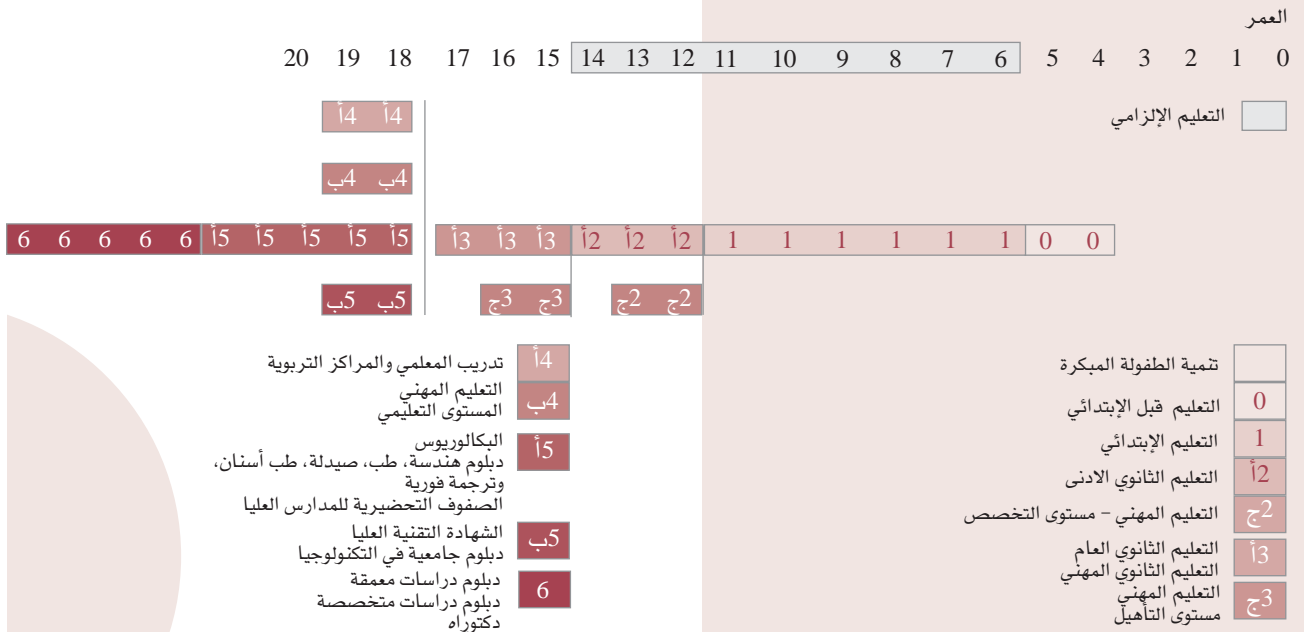 العمر
0 1 2 3 4 5 6 7 8 9 10 11 12 13 14 15 16 17 18 19 20
التعليم الإلزامي
4أ 4أ
4ب 4ب
0 0 1 1 1 1 1 1 2أ 2أ 2أ 3أ 3أ 3أ 5أ 5أ 5أ 5أ 5أ 6 6 6 6 6
2ج 2ج 3ج 3ج 5ب 5ب
تنمية الطفولة المبكرة
0 التعليم قبل الإبتدائي
1 التعليم الإبتدائي
2أ التعليم الثانوي الادنى
2ج التعليم المهني – مستوى التخصص
3أ التعليم الثانوي العام
التعليم الثانوي المهني
3ج التعليم المهني
مستوى التأهيل
4أ تدريب المعلمي والمراكز التربوية
4ب التعليم المهني
المستوى التعليمي
5أ البكالوريوس
دبلوم هندسة، طب، صيدلة، طب أسنان،
وترجمة فورية
الصفوف التحضيرية للمدارس العليا
5ب الشهادة التقنية العليا
دبلوم جامعية في التكنولوجيا
6 دبلوم دراسات معمقة
دبلوم دراسات متخصصة
دكتوراه